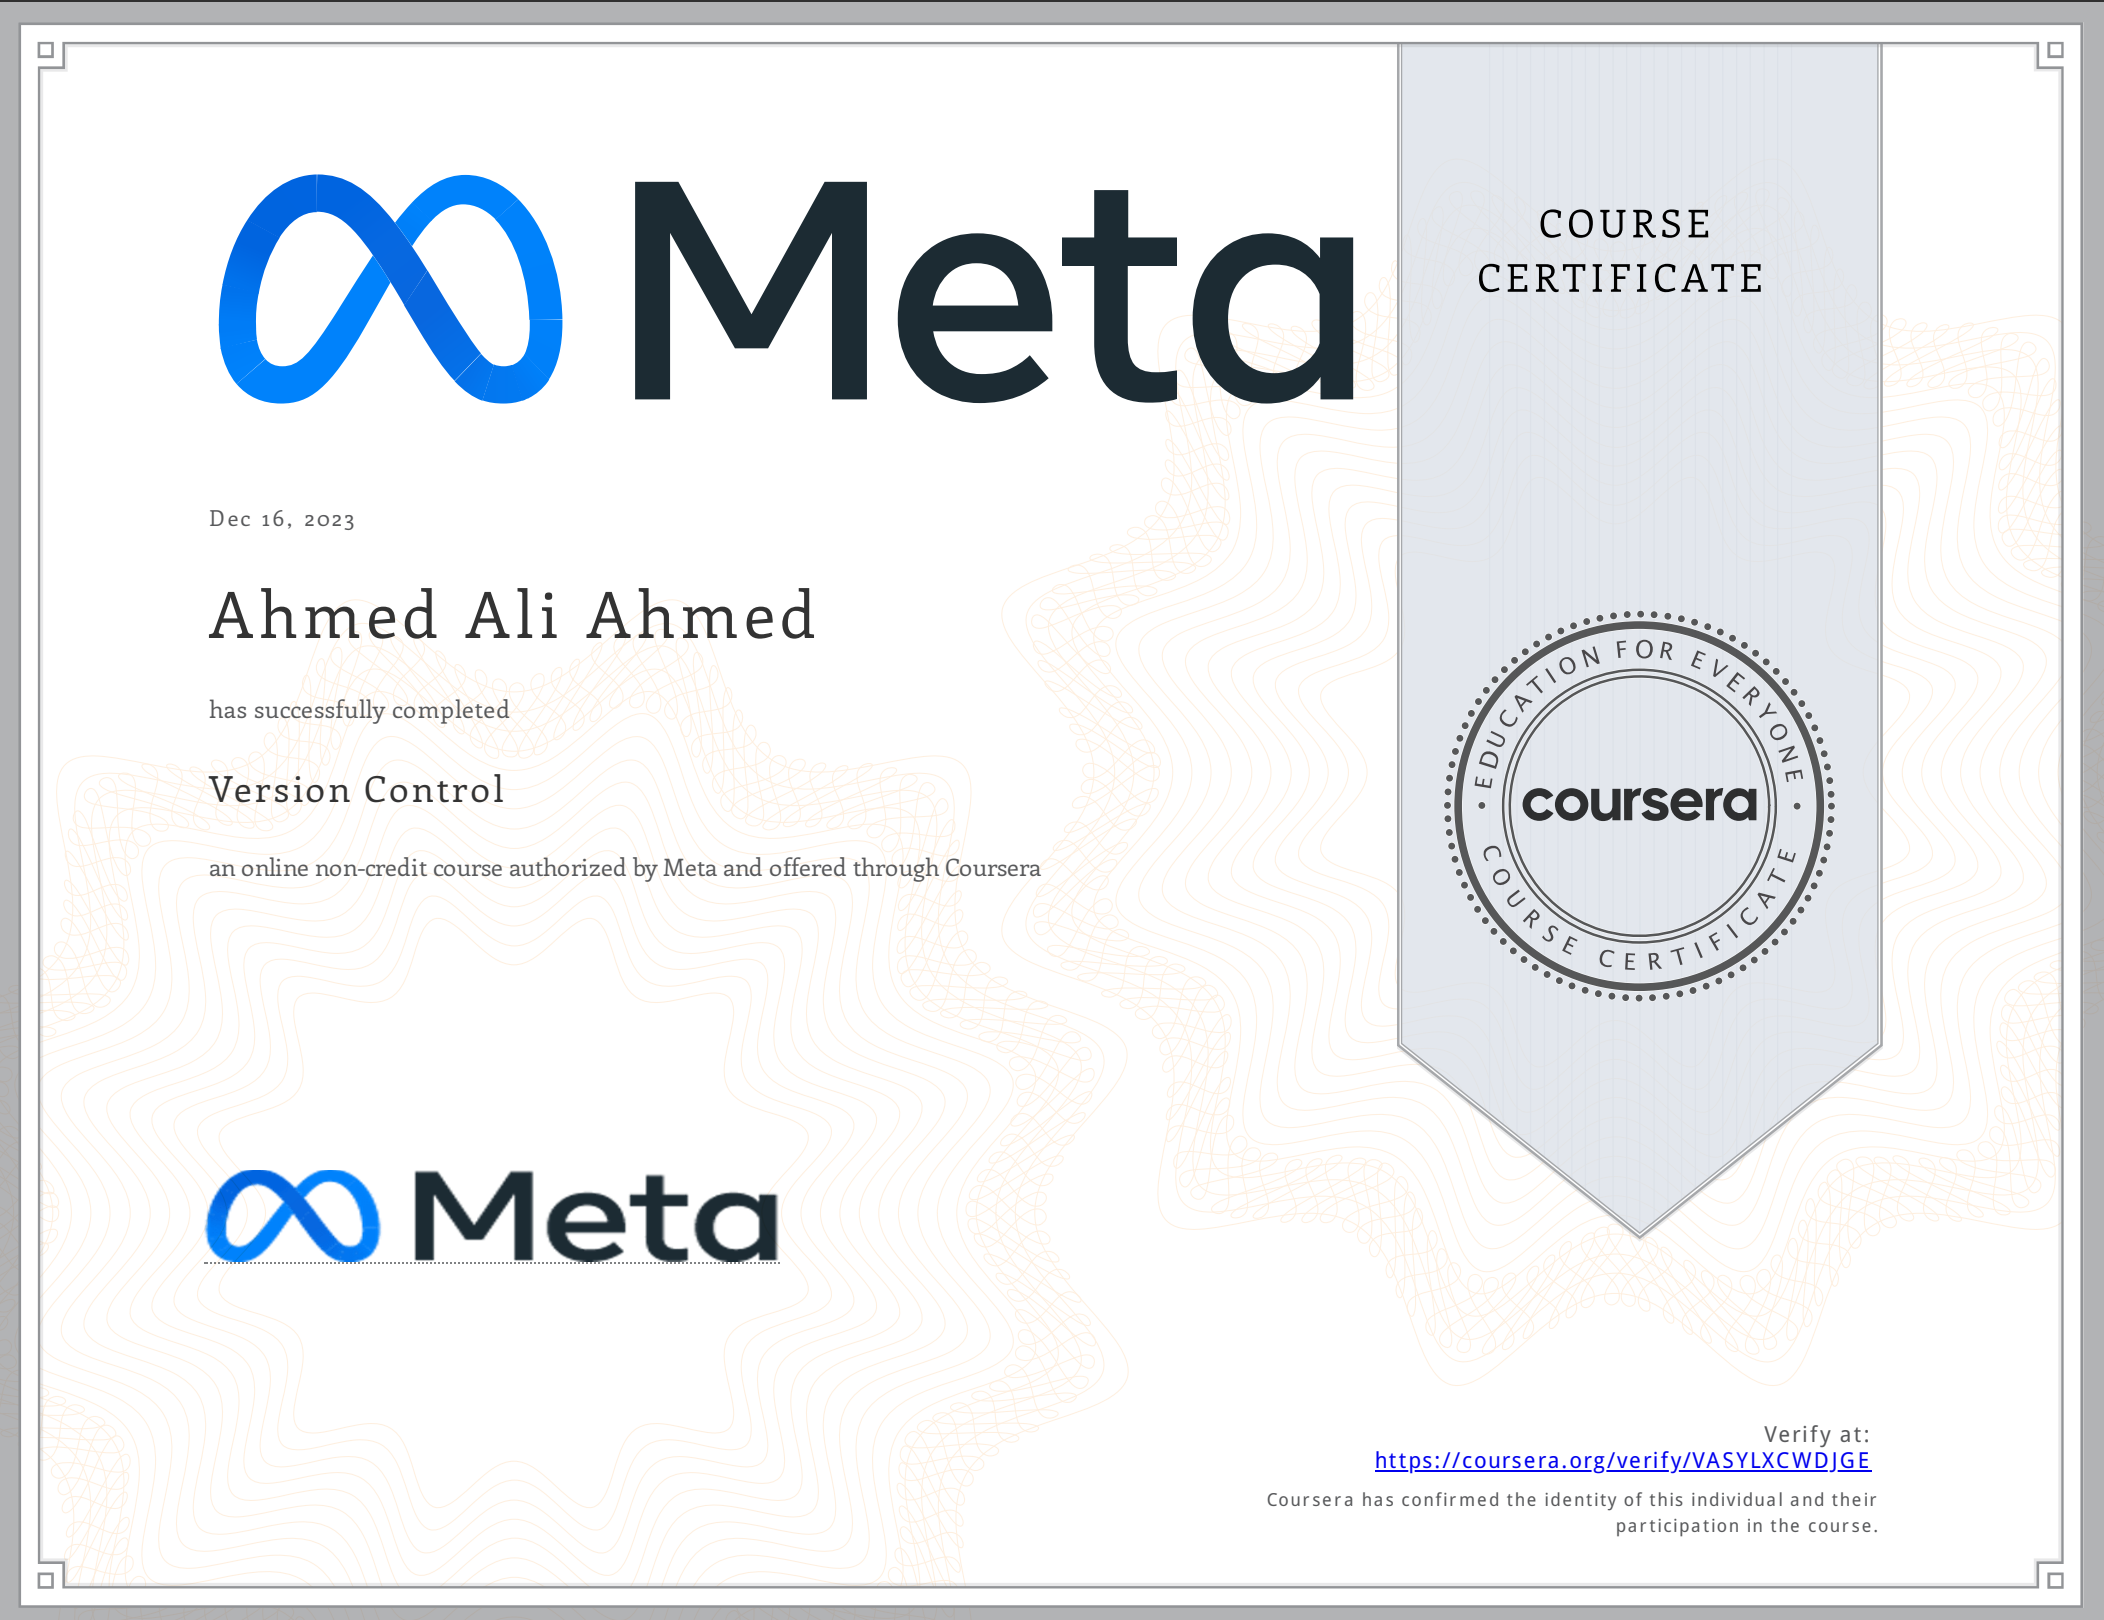 Meta
COURSE
CERTIFICATE
Dec 16, 2023
Ahmed Ali Ahmed
has successfully completed
Version Control
an online non-credit course authorized by Meta and offered through Coursera
EDUCATION FOR EVERYONE
coursera
COURSE CERTIFICATE
Meta
Verify at:
https://coursera.org/verify/VASYLXCWDJGE
Coursera has confirmed the identity of this individual and their
participation in the course.